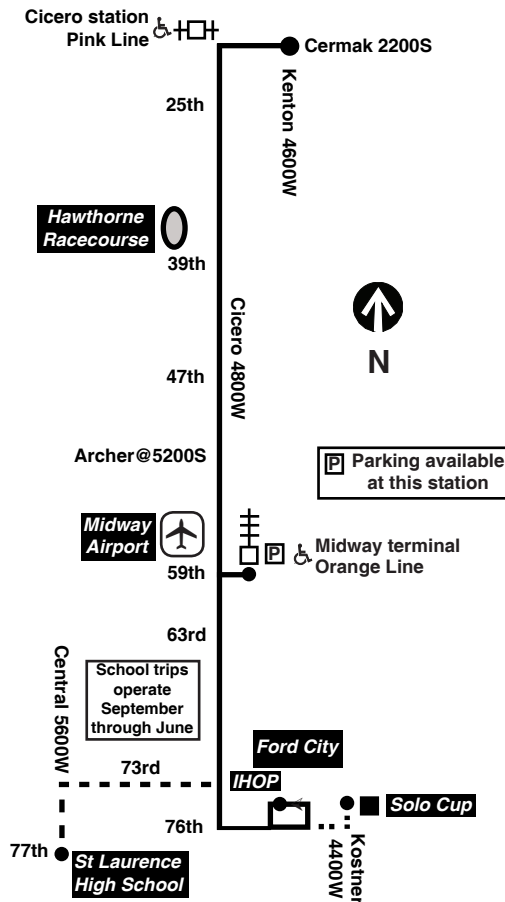 Cicero station
Pink Line
Cermak 2200S
Kenton 4600W
25th
Hawthorne
Racecourse
39th
Cicero 4800W
N
47th
Archer@5200S
P Parking available
at this station
Midway
Airport
P
Midway terminal
Orange Line
59th
63rd
Central 5600W
School trips
operate
September
through June
Ford City
73rd
IHOP
Solo Cup
76th
Kostner
4400W
77th
St Laurence
High School